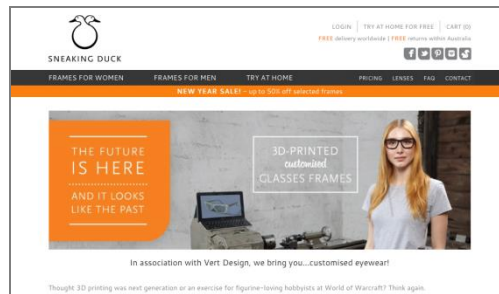 LOGIN TRY AT HOME FOR FREE CART (0)
FREE delivery worldwide | FREE returns within Australia
SNEAKING DUCK
FRAMES FOR WOMEN FRAMES FOR MEN TRY AT HOME PRICING LENSES FAQ CONTACT
NEW YEAR SALE! - up to 50% off selected frames
THE FUTURE
IS HERE
AND IT LOOKS
LIKE THE PAST
3D-PRINTED
customised
GLASSES FRAMES
In association with Vert Design, we bring you...customised eyewear!
Thought 3D printing was next generation or an exercise for figurine-loving hobbyists at World of Warcraft? Think again.